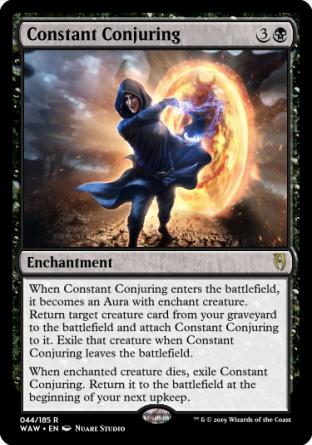 Constant Conjuring 3
Enchantment
When Constant Conjuring enters the battlefield,
it becomes an Aura with enchant creature.
Return target creature card from your graveyard
to the battlefield and attach Constant Conjuring
to it. Exile that creature when Constant
Conjuring leaves the battlefield.
When enchanted creature dies, exile Constant
Conjuring. Return it to the battlefield at the
beginning of your next upkeep.
044/185 R
WAW • EN NUARE STUDIO
™ & © 2019 Wizards of the Coast